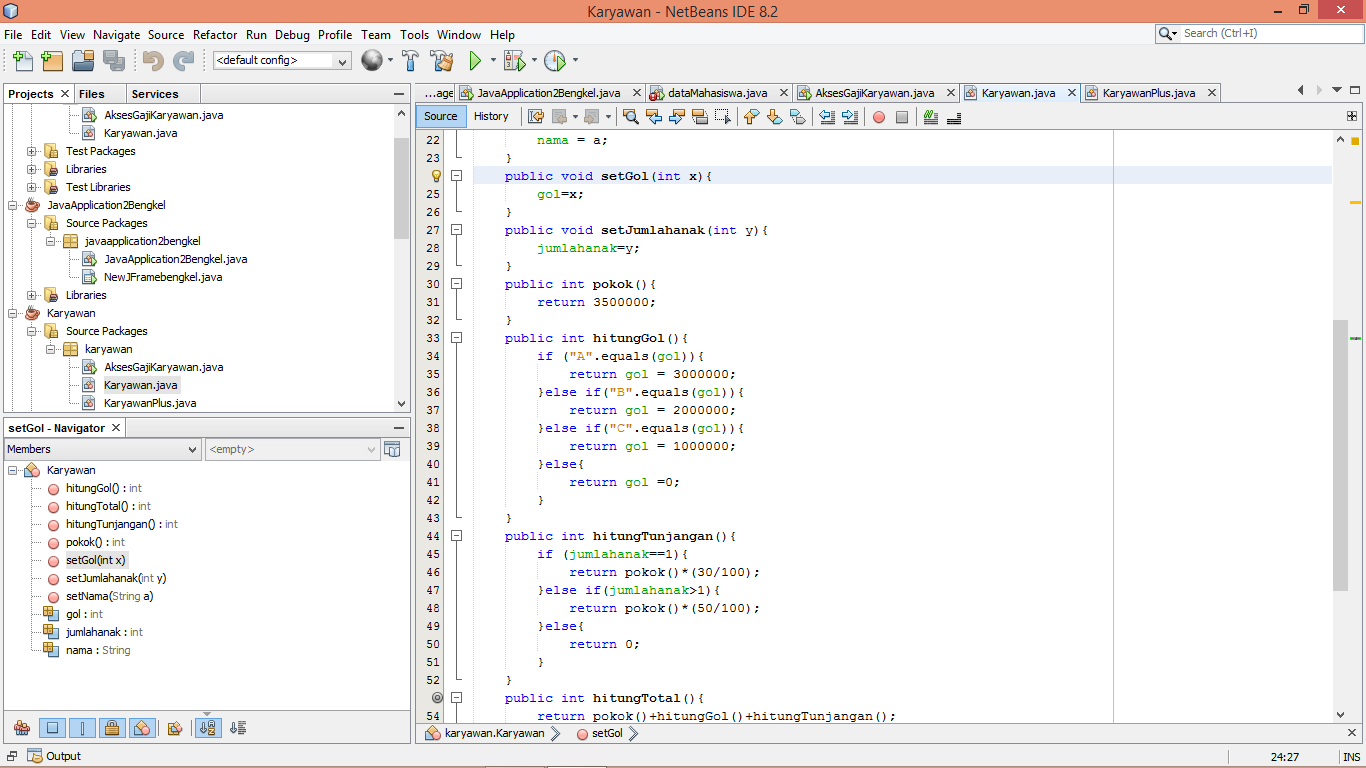 Karyawan - NetBeans IDE 8.2
File Edit View Navigate Source Refactor Run Debug Profile Team Tools Window Help
Search (Ctrl+I)
<default config>
Projects Files Services
AksesGajiKaryawan.java
Karyawan.java
Test Packages
Libraries
Test Libraries
JavaApplication2Bengkel
Source Packages
javaapplication2bengkel
JavaApplication2Bengkel.java
NewJFramebengkel.java
Libraries
Karyawan
Source Packages
karyawan
AksesGajiKaryawan.java
Karyawan.java
KaryawanPlus.java
setGol - Navigator
Members <empty>
Karyawan
hitungGol() : int
hitungTotal() : int
hitungTunjangan() : int
pokok() : int
setGol(int x)
setJumlahanak(int y)
setNama(String a)
gol : int
jumlahanak : int
nama : String
...age JavaApplication2Bengkel.java dataMahasiswa.java AksesGajiKaryawan.java Karyawan.java KaryawanPlus.java
Source History
22 nama = a;
23 }
public void setGol(int x){
25 gol=x;
26 }
27 public void setJumlahanak(int y){
28 jumlahanak=y;
29 }
30 public int pokok(){
31 return 3500000;
32 }
33 public int hitungGol(){
34 if ("A".equals(gol)){
35 return gol = 3000000;
36 }else if("B".equals(gol)){
37 return gol = 2000000;
38 }else if("C".equals(gol)){
39 return gol = 1000000;
40 }else{
41 return gol =0;
42 }
43 }
44 public int hitungTunjangan(){
45 if (jumlahanak==1){
46 return pokok()*(30/100);
47 }else if(jumlahanak>1){
48 return pokok()*(50/100);
49 }else{
50 return 0;
51 }
52 }
public int hitungTotal(){
54 return pokok()+hitungGol()+hitungTunjangan();
karyawan.Karyawan setGol
Output
24:27 INS